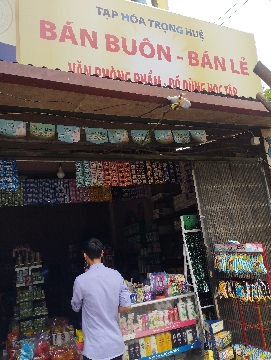 TẠP HÓA TRỌNG HUỆ
BÁN BUÔN - BÁN LẺ
VĂN PHÒNG PHẨM - ĐỒ DÙNG HỌC TẬP